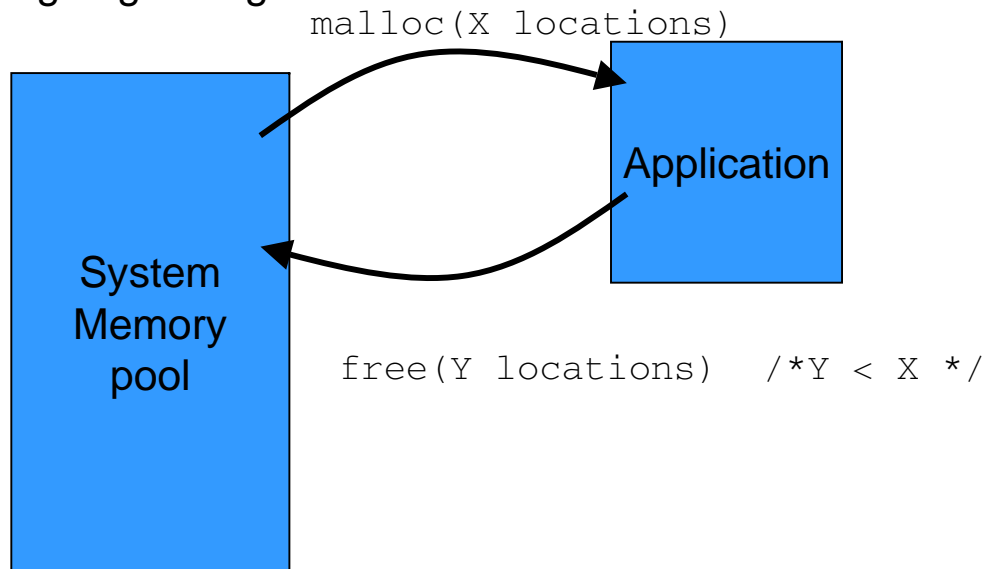 malloc(X locations)
Application
System
Memory
pool
free(Y locations) /*Y < X */